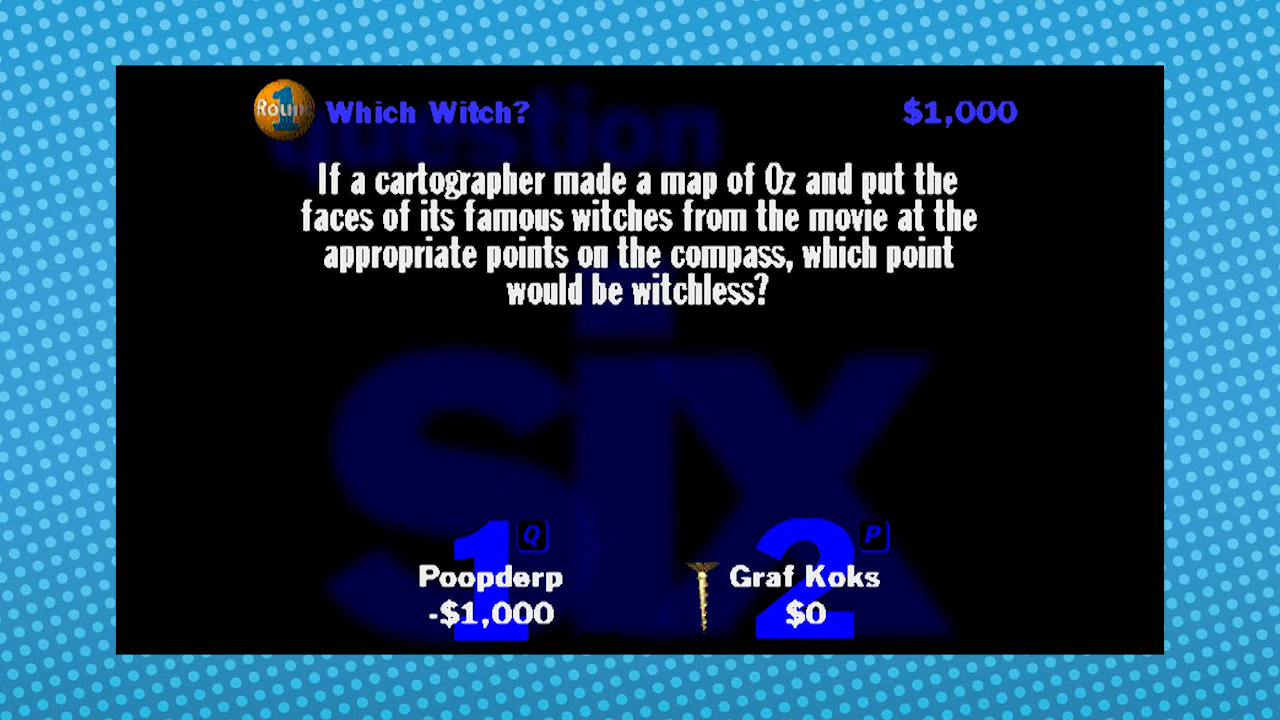 Round 1
Which Witch?
$1,000
question
If a cartographer made a map of Oz and put the
faces of its famous witches from the movie at the
appropriate points on the compass, which point
would be witchless?
six
1 Q
Poopderp
-$1,000
2 P
Graf Koks
$0